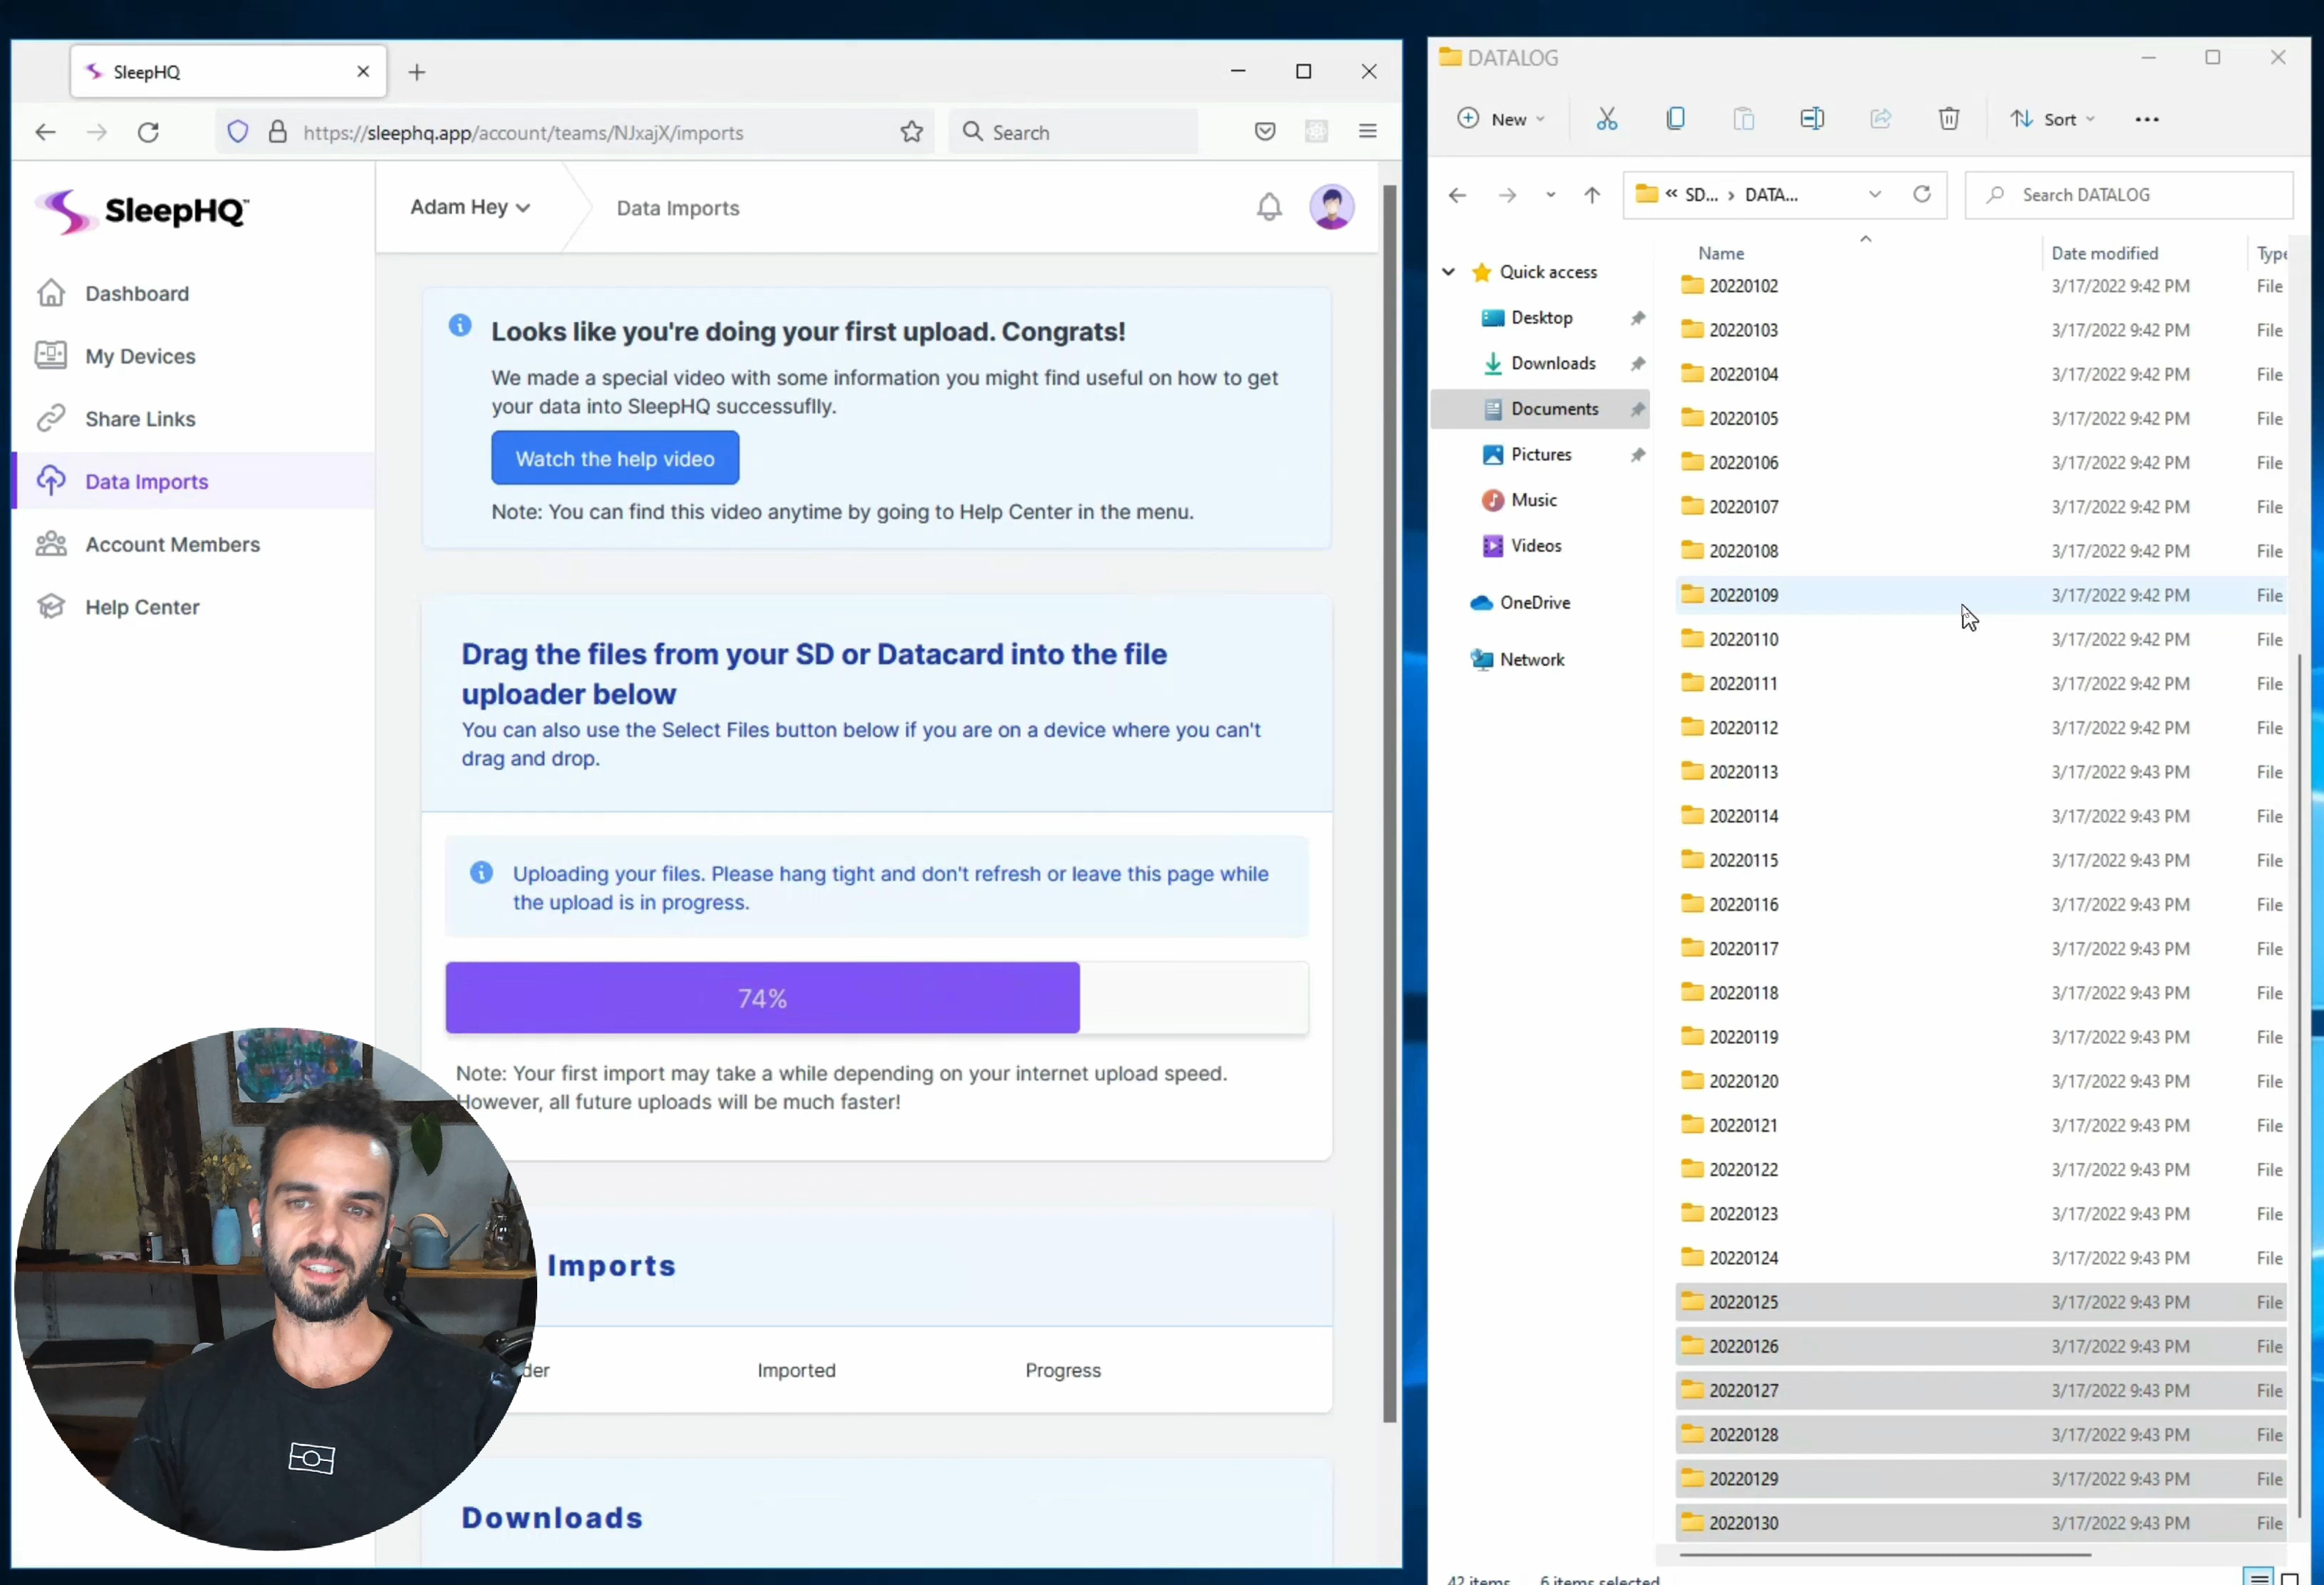 SleepHQ
https://sleephq.app/account/teams/NJxajX/imports
Search
SleepHQ™
Dashboard
My Devices
Share Links
Data Imports
Account Members
Help Center
Adam Hey
Data Imports
Looks like you're doing your first upload. Congrats!
We made a special video with some information you might find useful on how to get
your data into SleepHQ successuflly.
Watch the help video
Note: You can find this video anytime by going to Help Center in the menu.
Drag the files from your SD or Datacard into the file
uploader below
You can also use the Select Files button below if you are on a device where you can't
drag and drop.
Uploading your files. Please hang tight and don't refresh or leave this page while
the upload is in progress.
74%
Note: Your first import may take a while depending on your internet upload speed.
However, all future uploads will be much faster!
Imports
der Imported Progress
Downloads
DATALOG
New
Sort
« SD... › DATA...
Search DATALOG
Quick access
Desktop
Downloads
Documents
Pictures
Music
Videos
OneDrive
Network
Name Date modified Type
20220102 3/17/2022 9:42 PM File
20220103 3/17/2022 9:42 PM File
20220104 3/17/2022 9:42 PM File
20220105 3/17/2022 9:42 PM File
20220106 3/17/2022 9:42 PM File
20220107 3/17/2022 9:42 PM File
20220108 3/17/2022 9:42 PM File
20220109 3/17/2022 9:42 PM File
20220110 3/17/2022 9:42 PM File
20220111 3/17/2022 9:42 PM File
20220112 3/17/2022 9:42 PM File
20220113 3/17/2022 9:43 PM File
20220114 3/17/2022 9:43 PM File
20220115 3/17/2022 9:43 PM File
20220116 3/17/2022 9:43 PM File
20220117 3/17/2022 9:43 PM File
20220118 3/17/2022 9:43 PM File
20220119 3/17/2022 9:43 PM File
20220120 3/17/2022 9:43 PM File
20220121 3/17/2022 9:43 PM File
20220122 3/17/2022 9:43 PM File
20220123 3/17/2022 9:43 PM File
20220124 3/17/2022 9:43 PM File
20220125 3/17/2022 9:43 PM File
20220126 3/17/2022 9:43 PM File
20220127 3/17/2022 9:43 PM File
20220128 3/17/2022 9:43 PM File
20220129 3/17/2022 9:43 PM File
20220130 3/17/2022 9:43 PM File
42 items 6 items selected